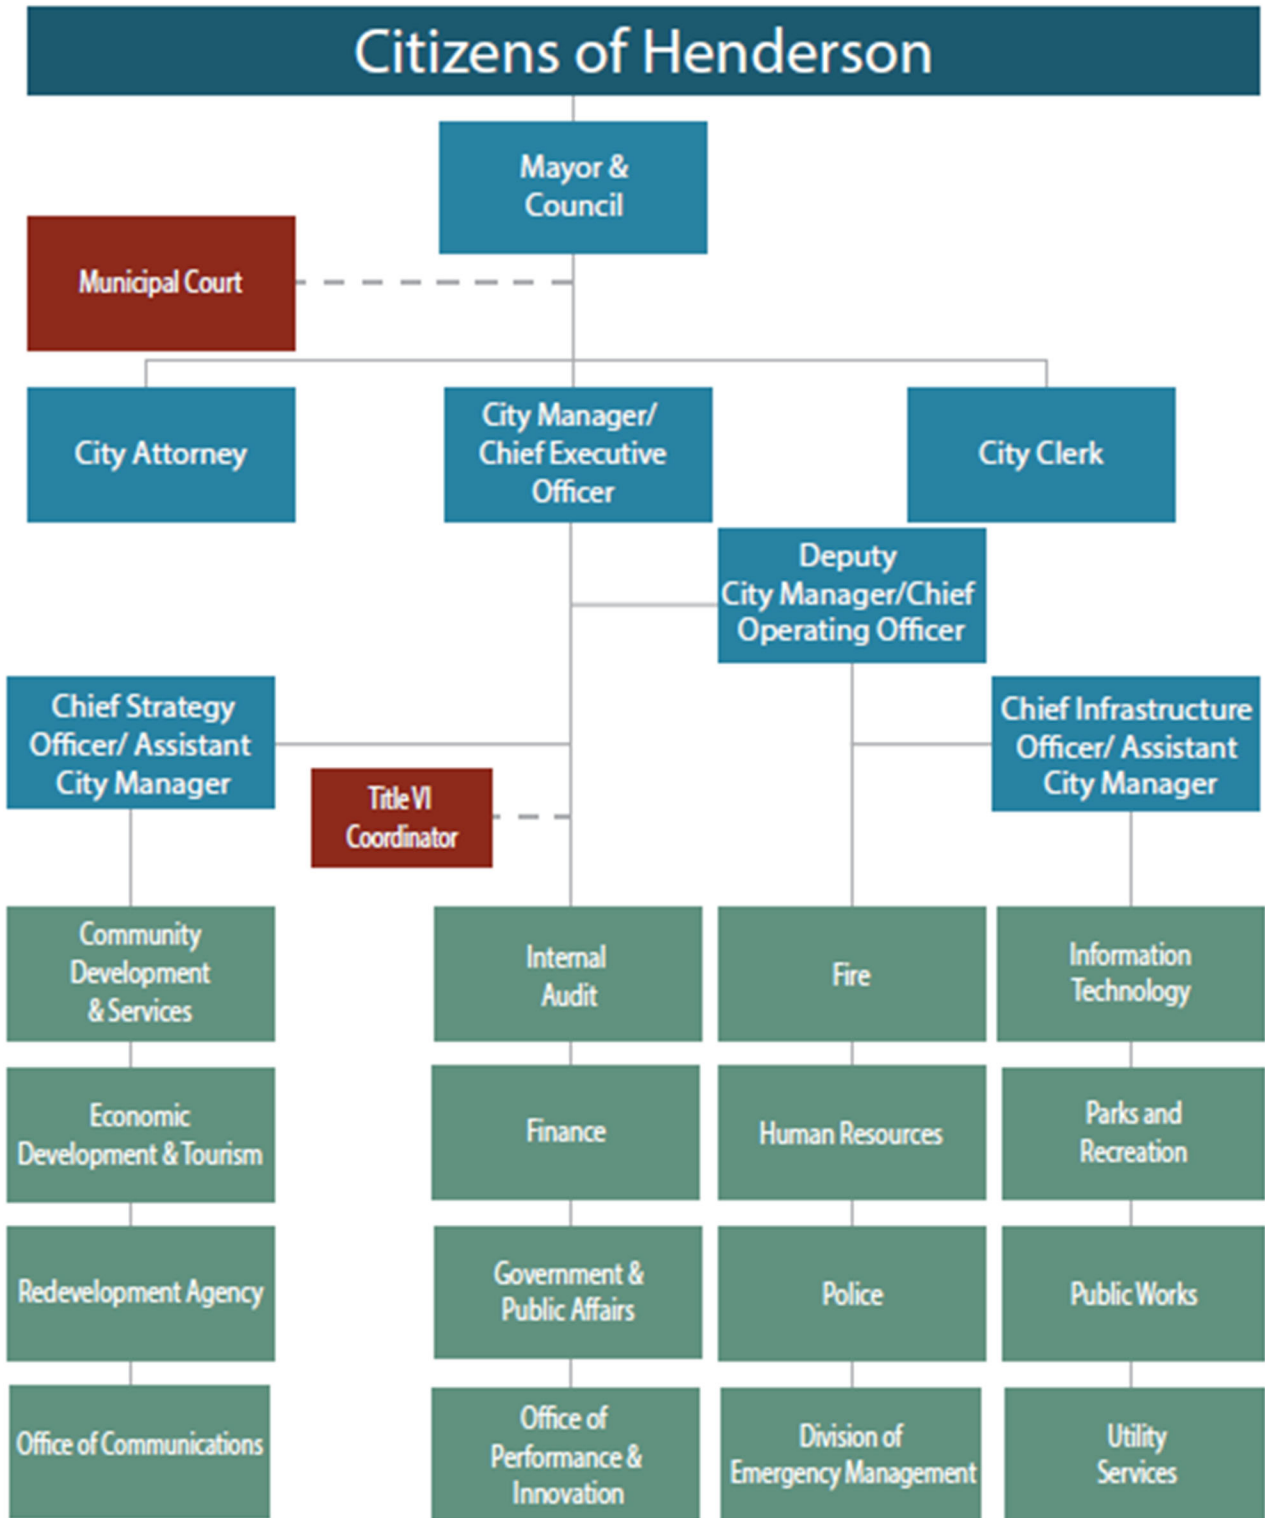 Citizens of Henderson
Mayor &
Council
Municipal Court
City Attorney
City Manager/
Chief Executive
Officer
City Clerk
Deputy
City Manager/Chief
Operating Officer
Chief Strategy
Officer/ Assistant
City Manager
Chief Infrastructure
Officer/ Assistant
City Manager
Title VI
Coordinator
Community
Development
& Services
Internal
Audit
Fire
Information
Technology
Economic
Development & Tourism
Finance
Human Resources
Parks and
Recreation
Redevelopment Agency
Government &
Public Affairs
Police
Public Works
Office of Communications
Office of
Performance &
Innovation
Division of
Emergency Management
Utility
Services